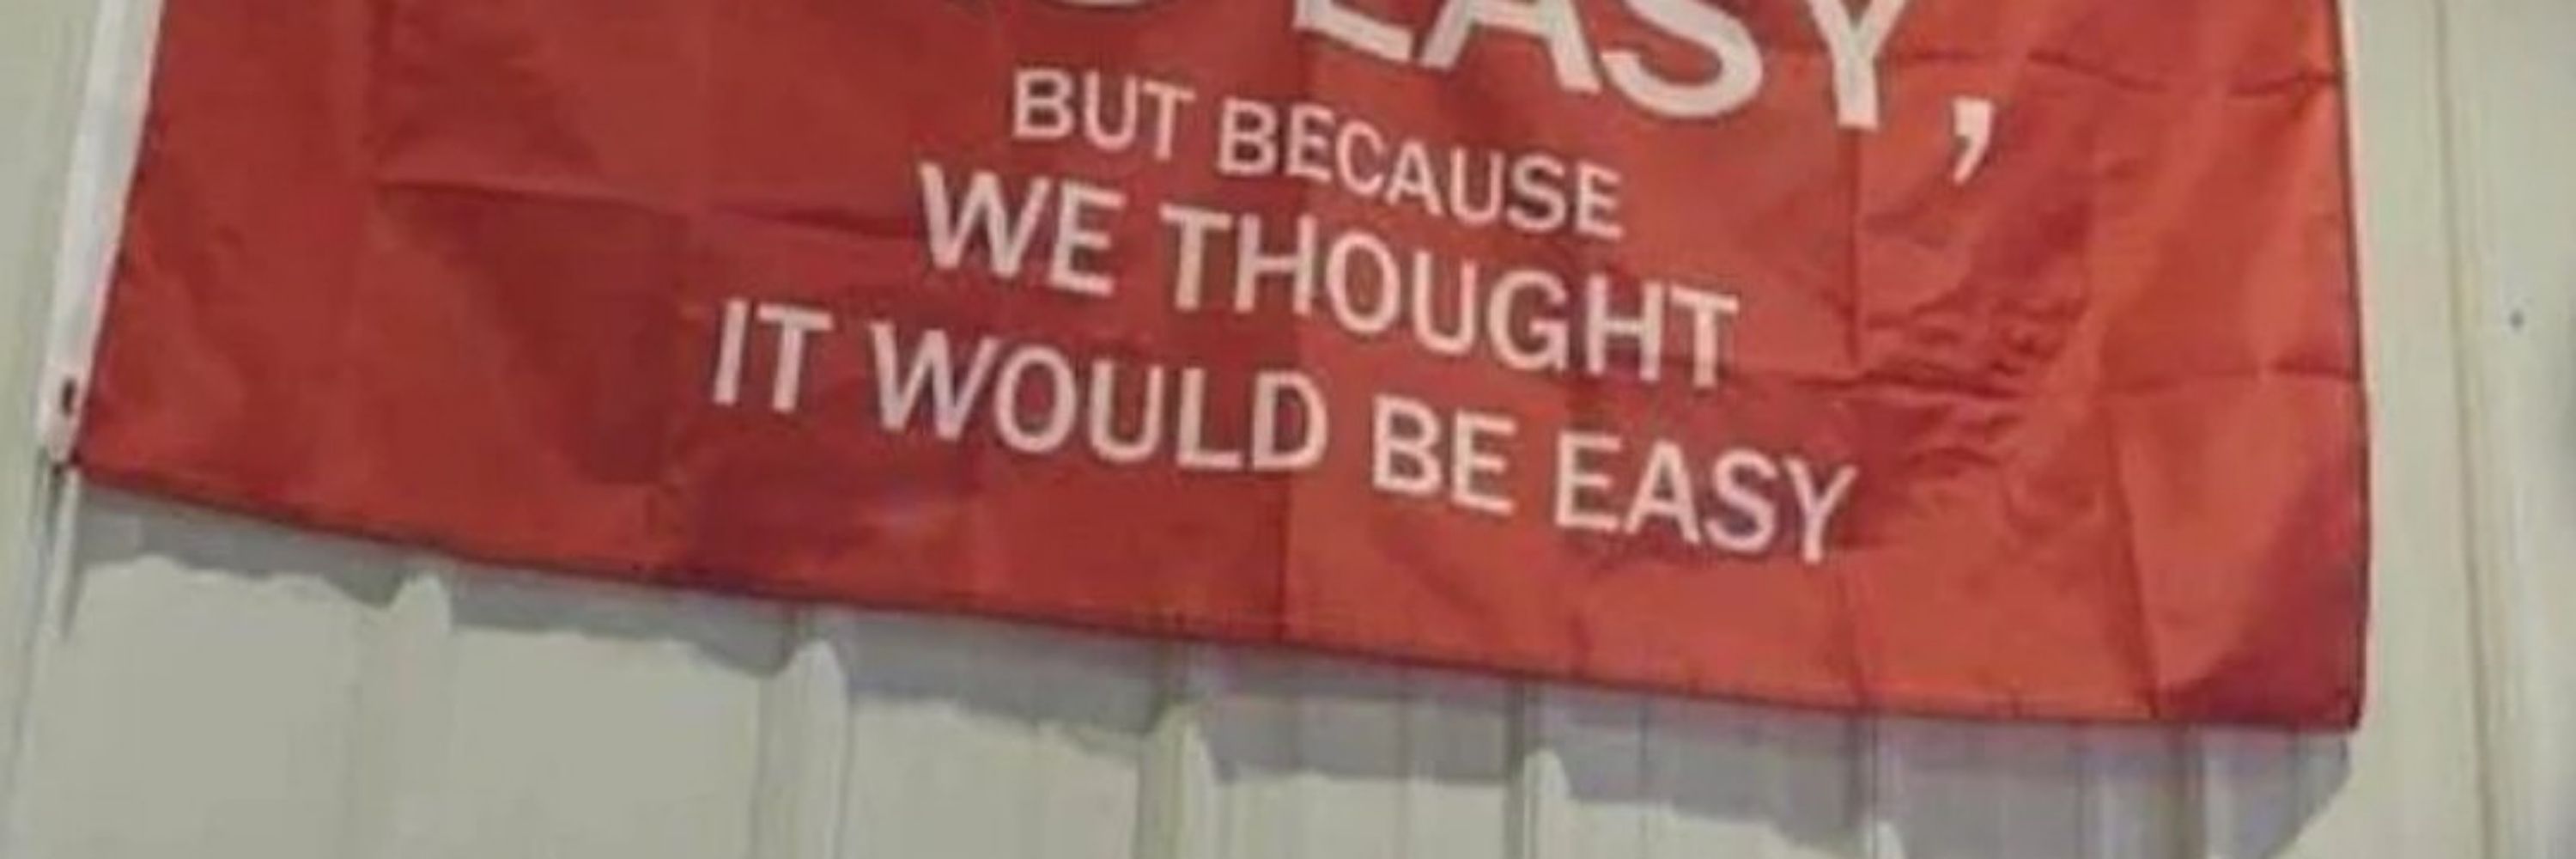 EASY,
BUT BECAUSE
WE THOUGHT
IT WOULD BE EASY